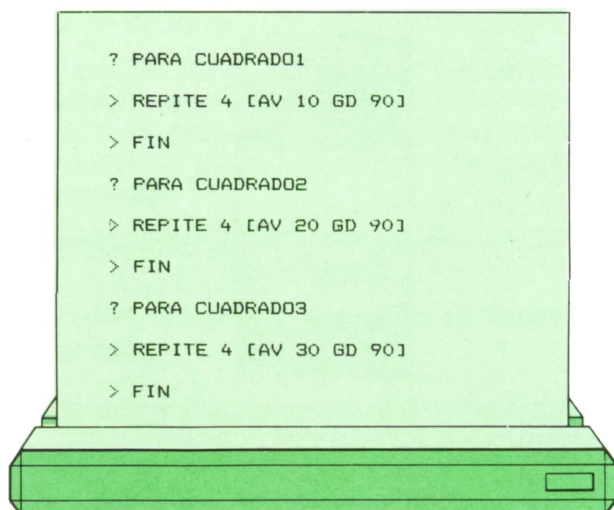 ? PARA CUADRADO1
> REPITE 4 [AV 10 GD 90]
> FIN
? PARA CUADRADO2
> REPITE 4 [AV 20 GD 90]
> FIN
? PARA CUADRADO3
> REPITE 4 [AV 30 GD 90]
> FIN